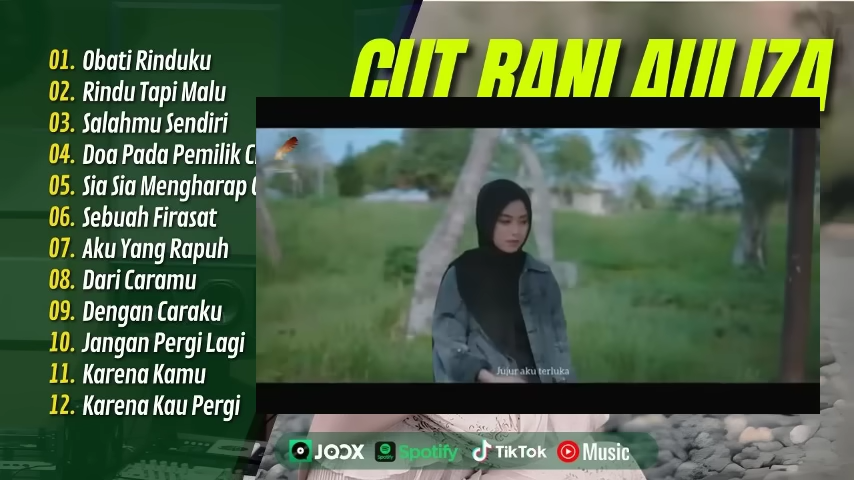 CUT RANI AULIZA
01. Obati Rinduku
02. Rindu Tapi Malu
03. Salahmu Sendiri
04. Doa Pada Pemilik
05. Sia Sia Mengharap
06. Sebuah Firasat
07. Aku Yang Rapuh
08. Dari Caramu
09. Dengan Caraku
10. Jangan Pergi Lagi
11. Karena Kamu
12. Karena Kau Pergi
Jujur aku terluka
JOOX Spotify Spotify TikTok Music